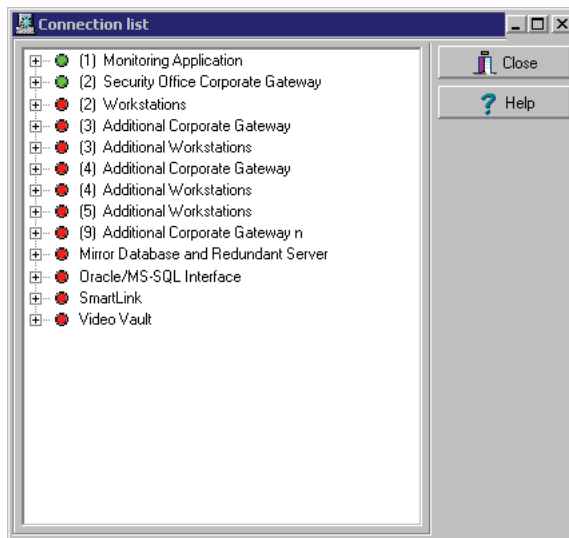 Connection list
(1) Monitoring Application
(2) Security Office Corporate Gateway
(2) Workstations
(3) Additional Corporate Gateway
(3) Additional Workstations
(4) Additional Corporate Gateway
(4) Additional Workstations
(5) Additional Workstations
(9) Additional Corporate Gateway n
Mirror Database and Redundant Server
Oracle/MS-SQL Interface
SmartLink
Video Vault
Close
Help